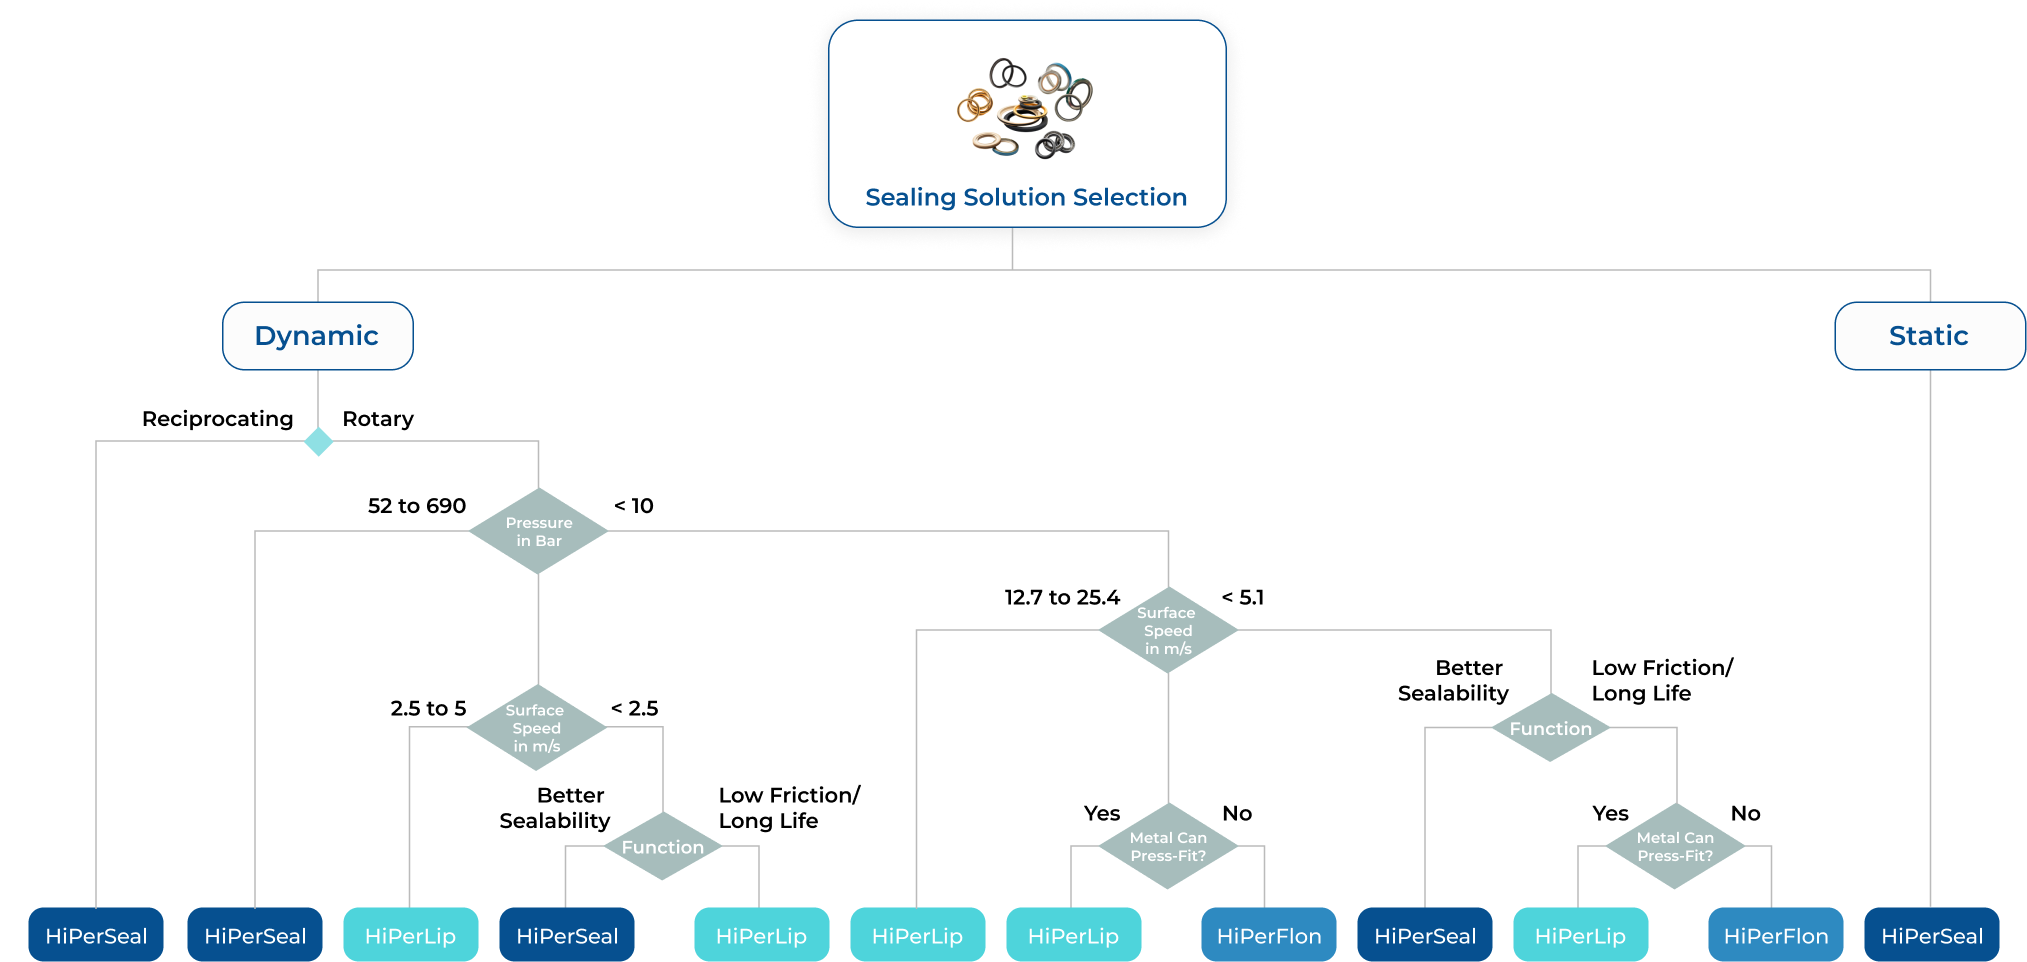 Sealing Solution Selection
Dynamic
Static
Reciprocating
Rotary
52 to 690
< 10
Pressure
in Bar
12.7 to 25.4
< 5.1
Surface
Speed
in m/s
2.5 to 5
< 2.5
Surface
Speed
in m/s
Better
Sealability
Low Friction/
Long Life
Function
Better
Sealability
Low Friction/
Long Life
Function
Yes
No
Metal Can
Press-Fit?
Yes
No
Metal Can
Press-Fit?
HiPerSeal
HiPerSeal
HiPerLip
HiPerSeal
HiPerLip
HiPerLip
HiPerLip
HiPerFlon
HiPerSeal
HiPerLip
HiPerFlon
HiPerSeal